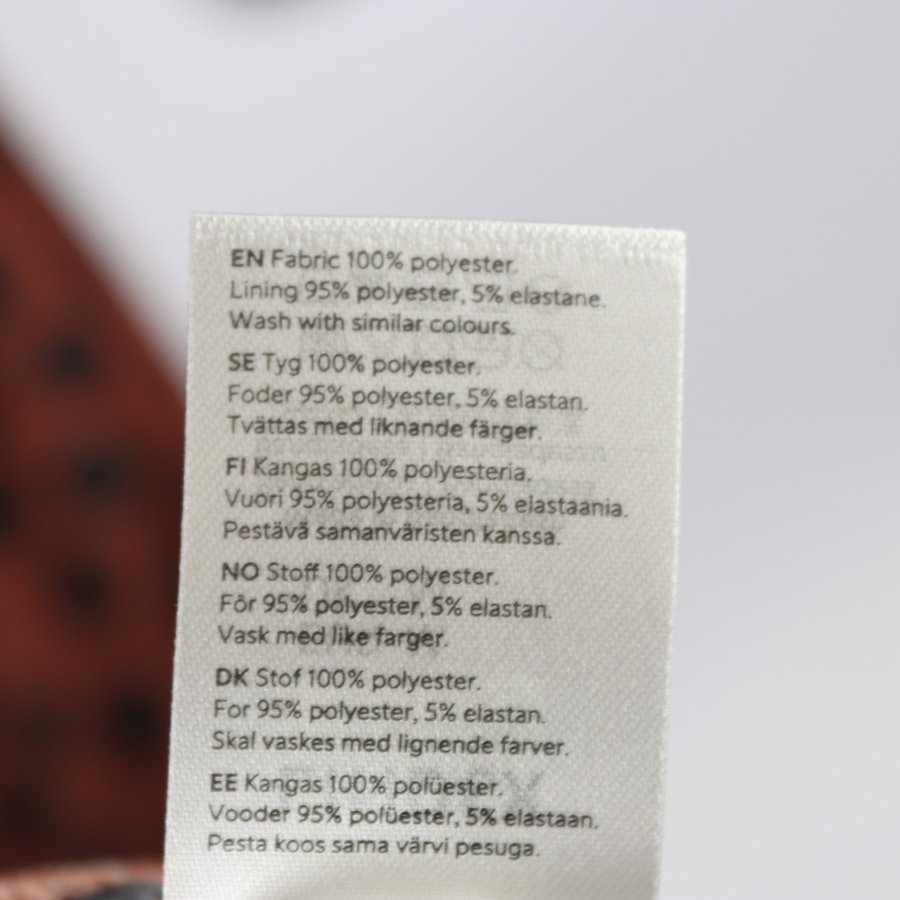 EN Fabric 100% polyester.
Lining 95% polyester, 5% elastane.
Wash with similar colours.
SE Tyg 100% polyester.
Foder 95% polyester, 5% elastan.
Tvättas med liknande färger.
FI Kangas 100% polyesteria.
Vuori 95% polyesteria, 5% elastaania.
Pestävä samanväristen kanssa.
NO Stoff 100% polyester.
Fôr 95% polyester, 5% elastan.
Vask med like farger.
DK Stof 100% polyester.
For 95% polyester, 5% elastan.
Skal vaskes med lignende farver.
EE Kangas 100% polüester.
Vooder 95% polüester, 5% elastaan.
Pesta koos sama värvi pesuga.